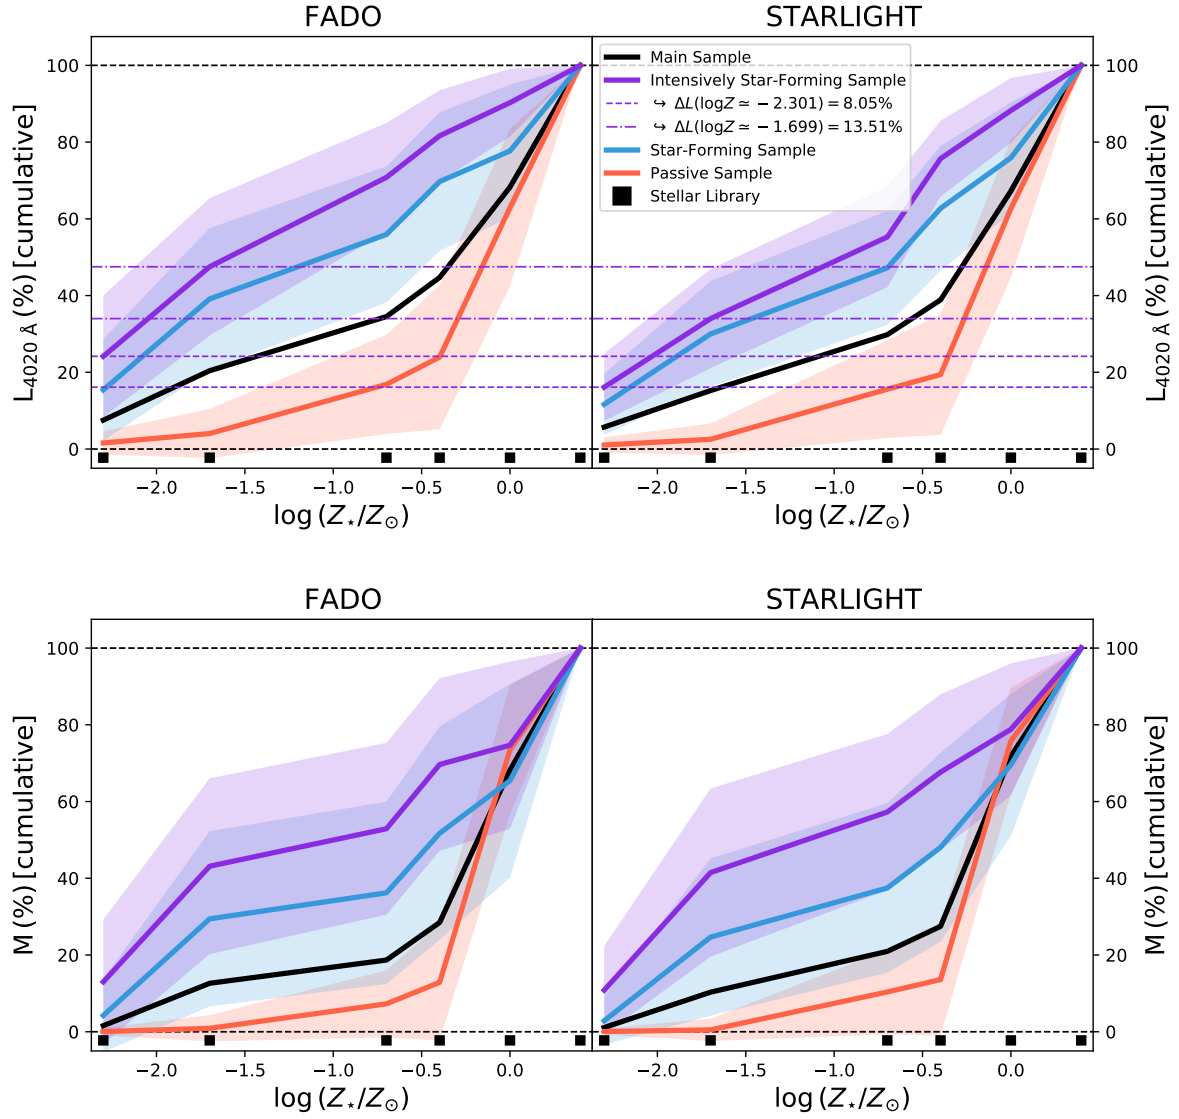 FADO
STARLIGHT
L4020 Å (%) [cumulative]
100
80
60
40
20
0
Main Sample
Intensively Star-Forming Sample
↪ ΔL(logZ ≃ − 2.301) = 8.05%
↪ ΔL(logZ ≃ − 1.699) = 13.51%
Star-Forming Sample
Passive Sample
Stellar Library
100
80
60
40
20
0
L4020 Å (%) [cumulative]
−2.0 −1.5 −1.0 −0.5 0.0
−2.0 −1.5 −1.0 −0.5 0.0
log (Z⋆/Z⊙)
log (Z⋆/Z⊙)
FADO
STARLIGHT
M (%) [cumulative]
100
80
60
40
20
0
100
80
60
40
20
0
M (%) [cumulative]
−2.0 −1.5 −1.0 −0.5 0.0
−2.0 −1.5 −1.0 −0.5 0.0
log (Z⋆/Z⊙)
log (Z⋆/Z⊙)